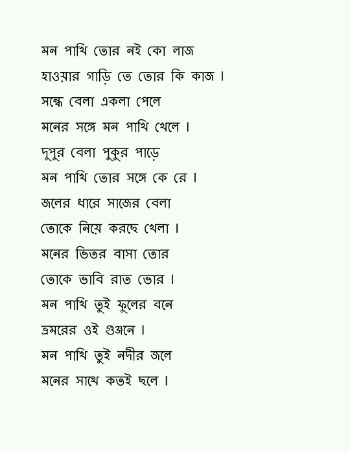 মন পাখি তোর নই কো লাজ
হাওয়ার গাড়ি তে তোর কি কাজ ।
সন্ধে বেলা একলা পেলে
মনের সঙ্গে মন পাখি খেলে ।
দুপুর বেলা পুকুর পাড়ে
মন পাখি তোর সঙ্গে কে রে ।
জলের ধারে সাজের বেলা
তোকে নিয়ে করছে খেলা ।
মনের ভিতর বাসা তোর
তোকে ভাবি রাত ভোর ।
মন পাখি তুই ফূলের বনে
ভ্রমরের ওই গুঞ্জনে ।
মন পাখি তুই নদীর জলে
মনের সাথে কতই ছলে ।